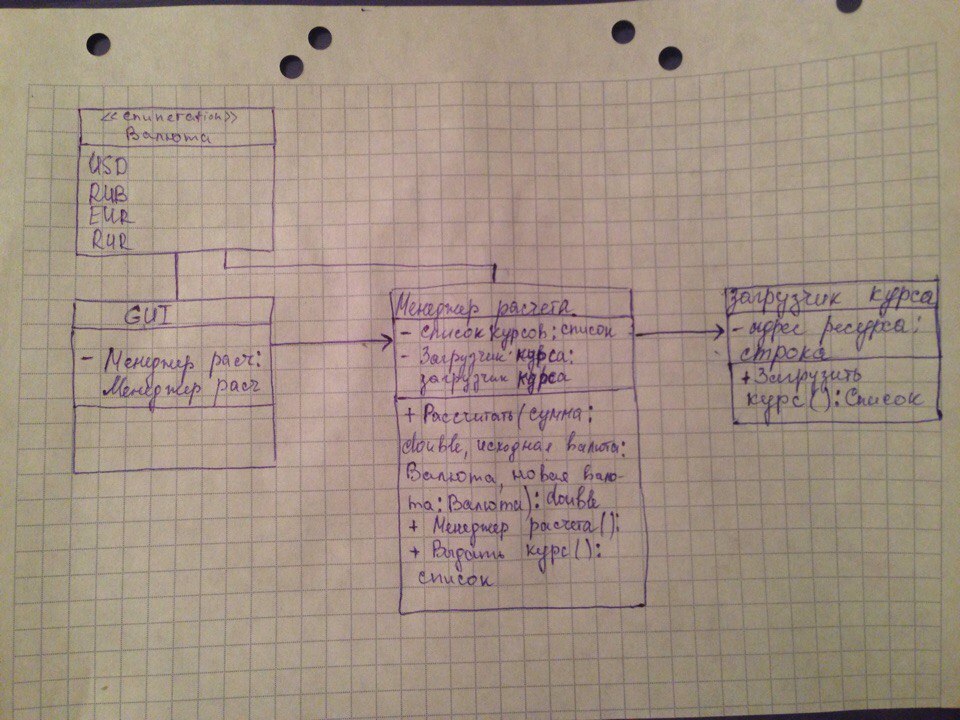 <<enumeration>>
Валюта
USD
RUB
EUR
RUR
GUI
- Менеджер расч:
Менеджер расч
Менеджер расчета
- Список курсов: список
- Загрузчик курса:
загрузчик курса
+ Рассчитать(сумма:
double, исходная валюта:
Валюта, новая валю-
та: Валюта): double
+ Менеджер расчета():
+ Выдать курс():
список
Загрузчик курса
- адрес ресурса:
строка
+ Загрузить
курс(): Список